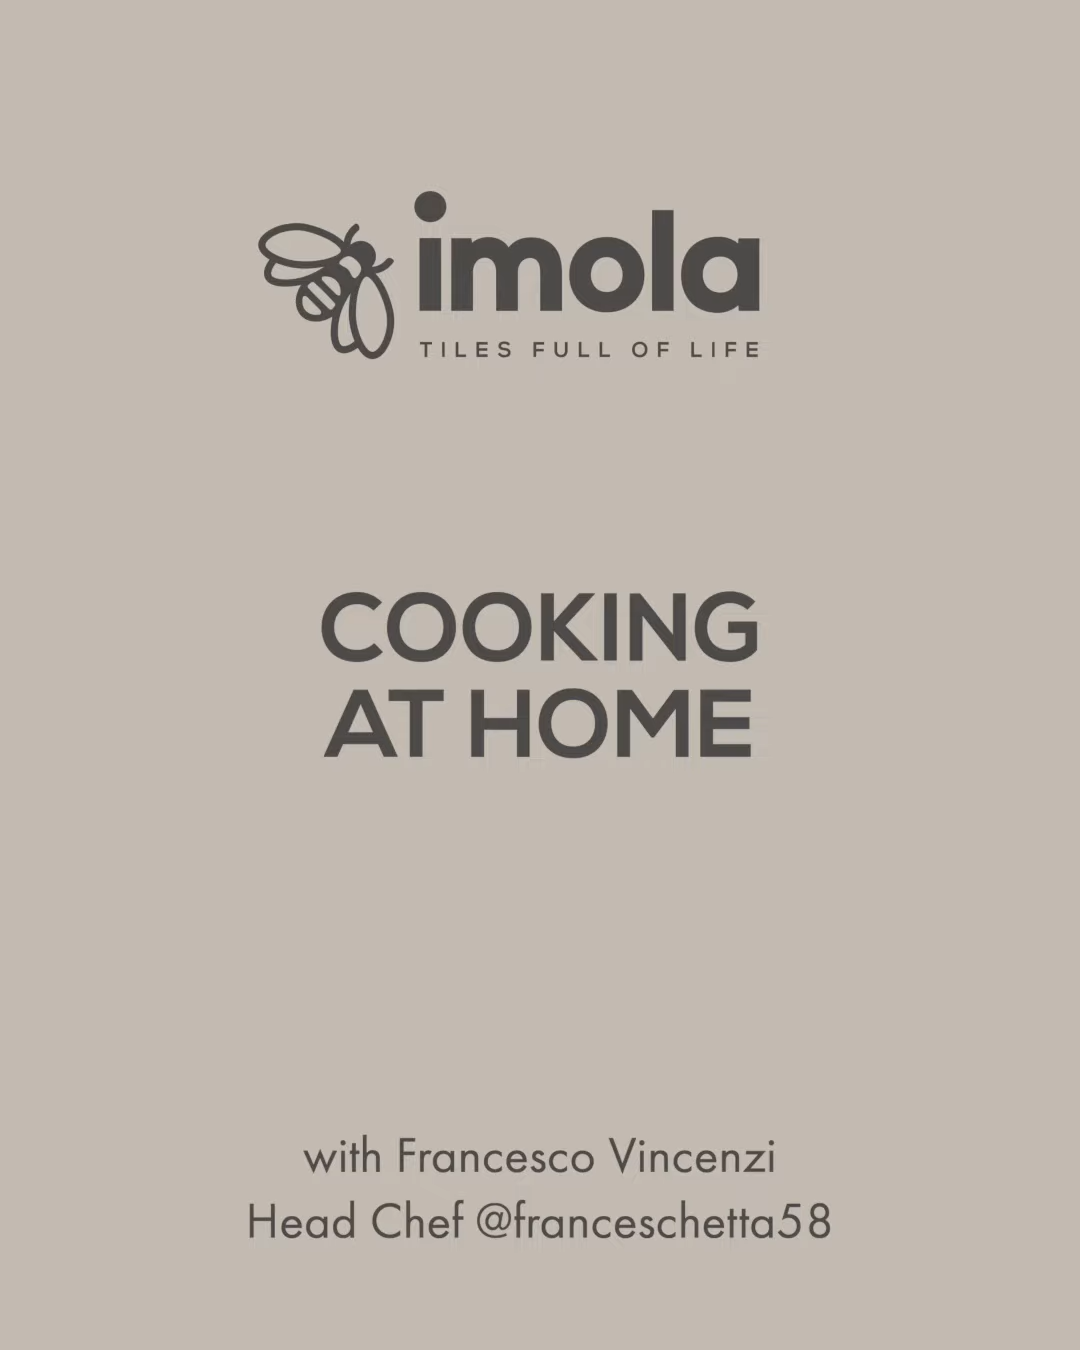 imola
TILES FULL OF LIFE
COOKING
AT HOME
with Francesco Vincenzi
Head Chef @franceschetta58